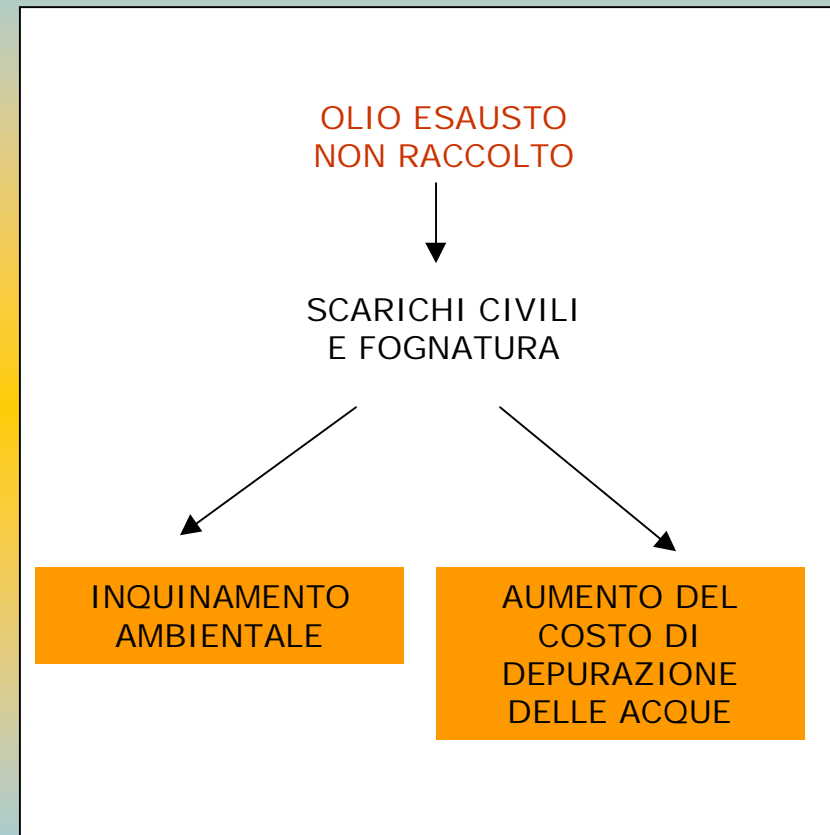 OLIO ESAUSTO
NON RACCOLTO
SCARICHI CIVILI
E FOGNATURA
INQUINAMENTO
AMBIENTALE
AUMENTO DEL
COSTO DI
DEPURAZIONE
DELLE ACQUE